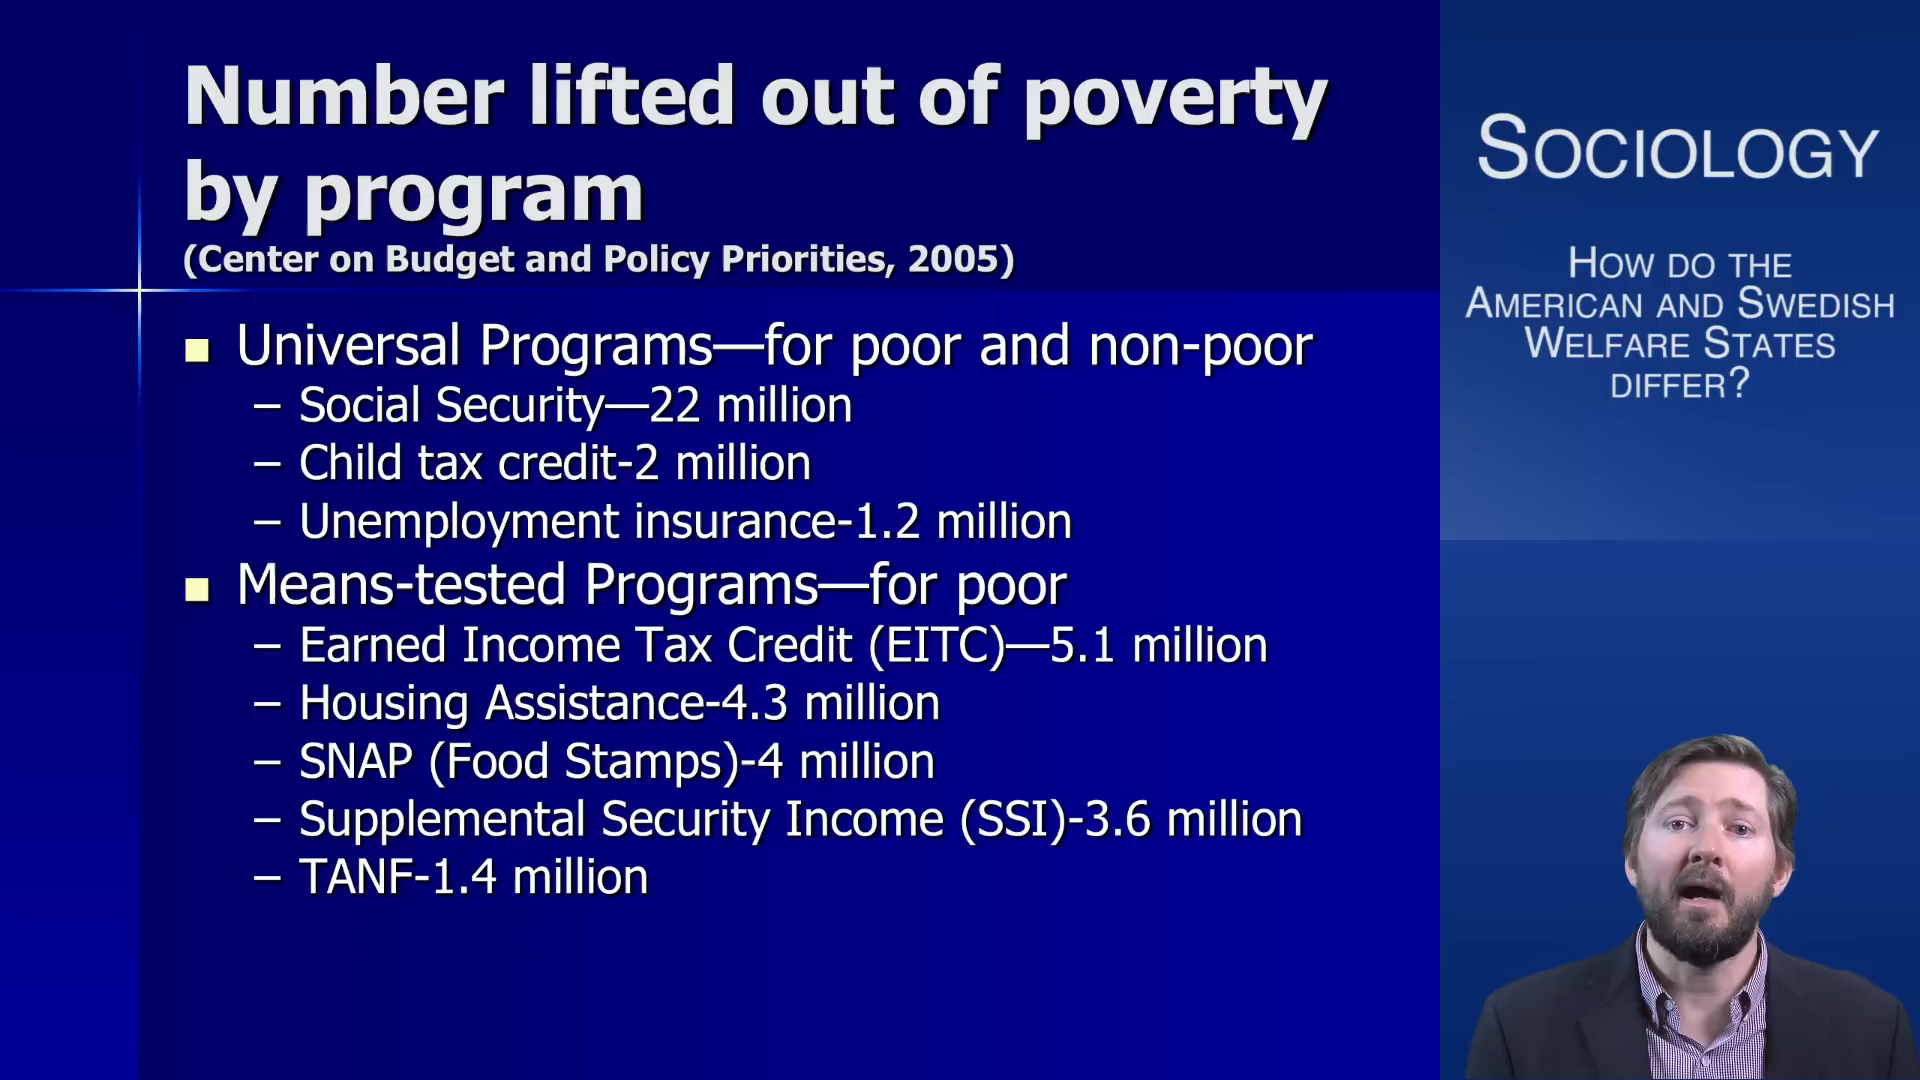 Number lifted out of poverty
by program
(Center on Budget and Policy Priorities, 2005)
Universal Programs—for poor and non-poor
– Social Security—22 million
– Child tax credit-2 million
– Unemployment insurance-1.2 million
Means-tested Programs—for poor
– Earned Income Tax Credit (EITC)—5.1 million
– Housing Assistance-4.3 million
– SNAP (Food Stamps)-4 million
– Supplemental Security Income (SSI)-3.6 million
– TANF-1.4 million
SOCIOLOGY
HOW DO THE
AMERICAN AND SWEDISH
WELFARE STATES
DIFFER?